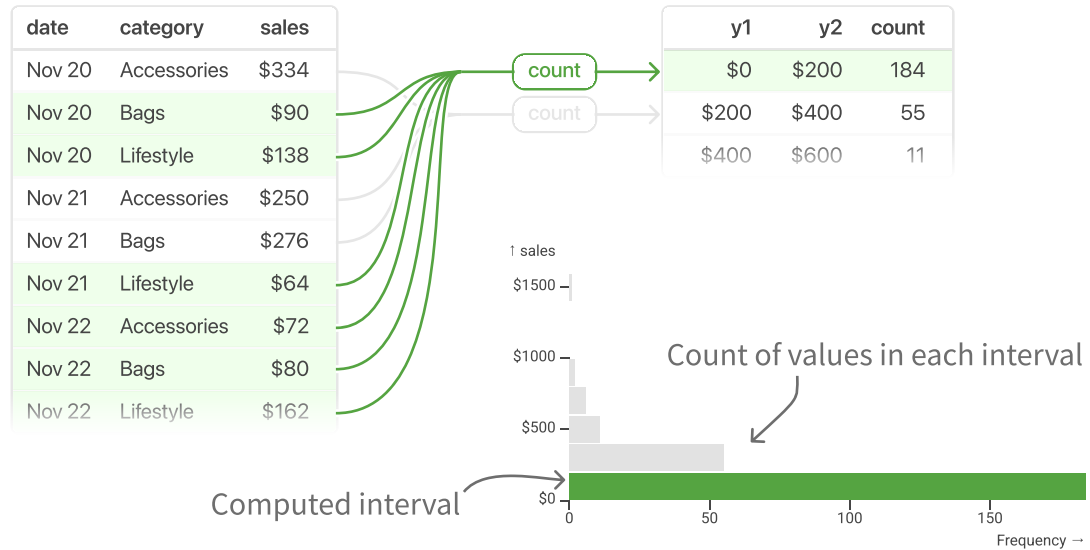 date category sales
Nov 20 Accessories $334
Nov 20 Bags $90
Nov 20 Lifestyle $138
Nov 21 Accessories $250
Nov 21 Bags $276
Nov 21 Lifestyle $64
Nov 22 Accessories $72
Nov 22 Bags $80
Nov 22 Lifestyle $162
count
count
y1 y2 count
$0 $200 184
$200 $400 55
$400 $600 11
↑ sales
$1500
$1000
$500
$0
0 50 100 150
Frequency →
Count of values in each interval
Computed interval